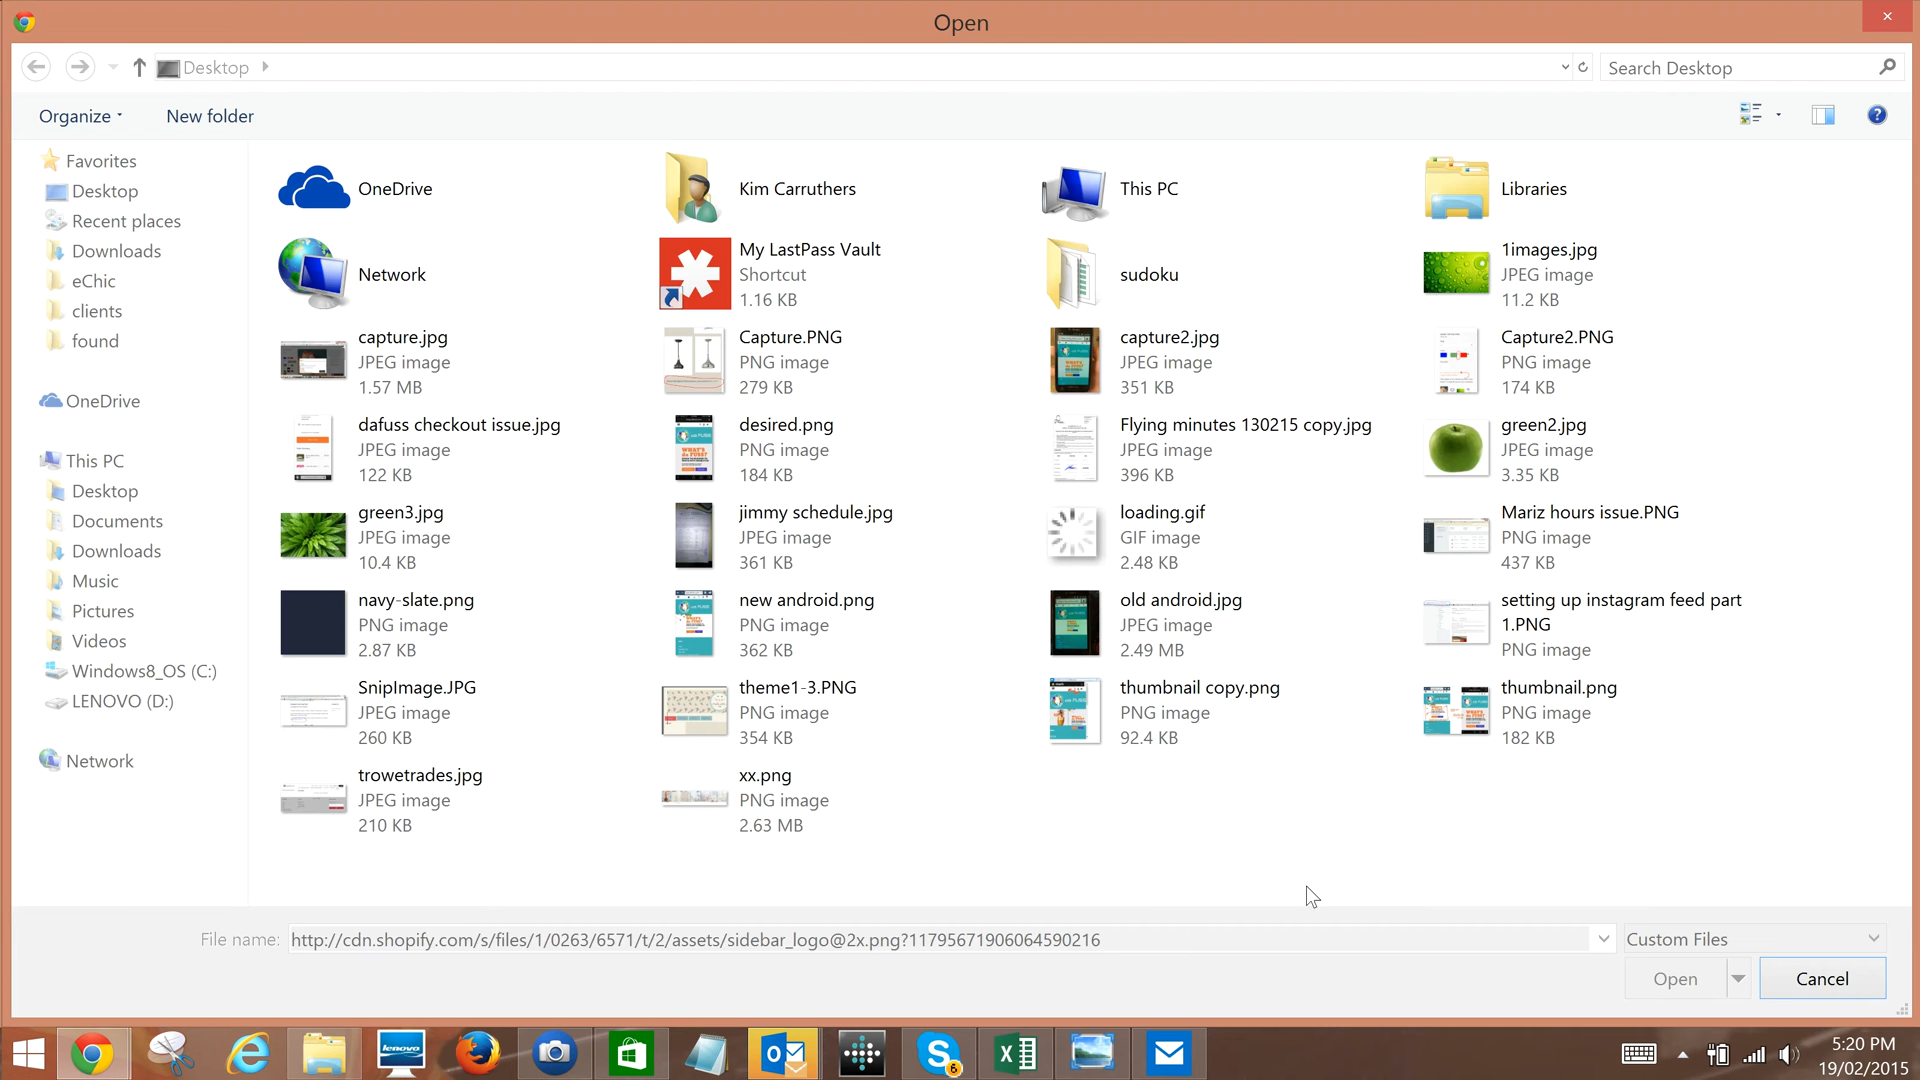 Open
Desktop
Search Desktop
Organize
New folder
Favorites
Desktop
Recent places
Downloads
eChic
clients
found
OneDrive
This PC
Desktop
Documents
Downloads
Music
Pictures
Videos
Windows8_OS (C:)
LENOVO (D:)
Network
OneDrive
Kim Carruthers
This PC
Libraries
Network
My LastPass Vault
Shortcut
1.16 KB
sudoku
1images.jpg
JPEG image
11.2 KB
capture.jpg
JPEG image
1.57 MB
Capture.PNG
PNG image
279 KB
capture2.jpg
JPEG image
351 KB
Capture2.PNG
PNG image
174 KB
dafuss checkout issue.jpg
JPEG image
122 KB
desired.png
PNG image
184 KB
Flying minutes 130215 copy.jpg
JPEG image
396 KB
green2.jpg
JPEG image
3.35 KB
green3.jpg
JPEG image
10.4 KB
jimmy schedule.jpg
JPEG image
361 KB
loading.gif
GIF image
2.48 KB
Mariz hours issue.PNG
PNG image
437 KB
navy-slate.png
PNG image
2.87 KB
new android.png
PNG image
362 KB
old android.jpg
JPEG image
2.49 MB
setting up instagram feed part
1.PNG
PNG image
SnipImage.JPG
JPEG image
260 KB
theme1-3.PNG
PNG image
354 KB
thumbnail copy.png
PNG image
92.4 KB
thumbnail.png
PNG image
182 KB
trowetrades.jpg
JPEG image
210 KB
xx.png
PNG image
2.63 MB
File name:
http://cdn.shopify.com/s/files/1/0263/6571/t/2/assets/sidebar_logo@2x.png?11795671906064590216
Custom Files
Open
Cancel
lenovo
6
5:20 PM
19/02/2015